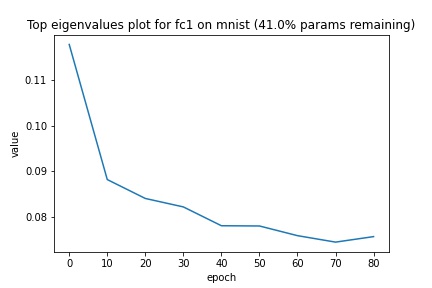 Top eigenvalues plot for fc1 on mnist (41.0% params remaining)
0.11
0.10
0.09
0.08
value
0 10 20 30 40 50 60 70 80
epoch